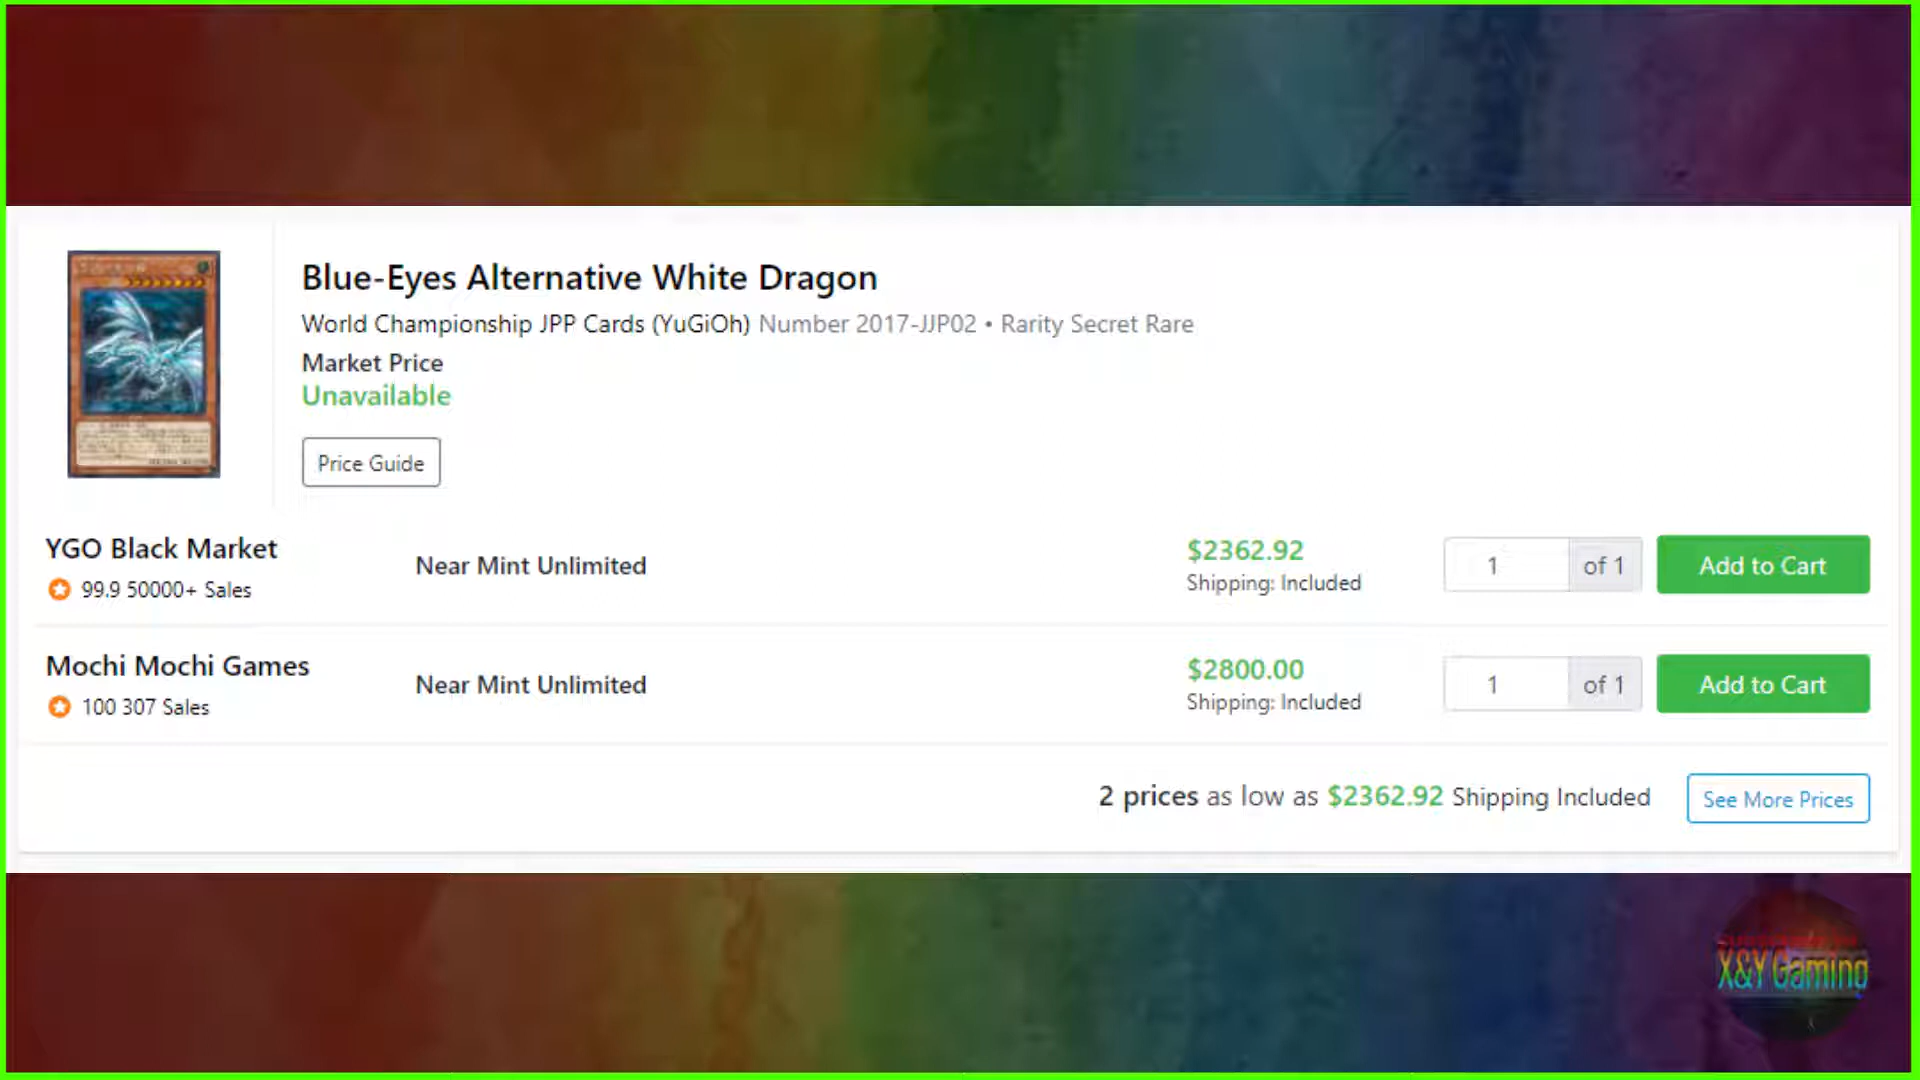 Blue-Eyes Alternative White Dragon
World Championship JPP Cards (YuGiOh) Number 2017-JJP02 • Rarity Secret Rare
Market Price
Unavailable
Price Guide
YGO Black Market
99.9 50000+ Sales
Near Mint Unlimited
$2362.92
Shipping: Included
1 of 1
Add to Cart
Mochi Mochi Games
100 307 Sales
Near Mint Unlimited
$2800.00
Shipping: Included
1 of 1
Add to Cart
2 prices as low as $2362.92 Shipping Included
See More Prices
X&Y Gaming